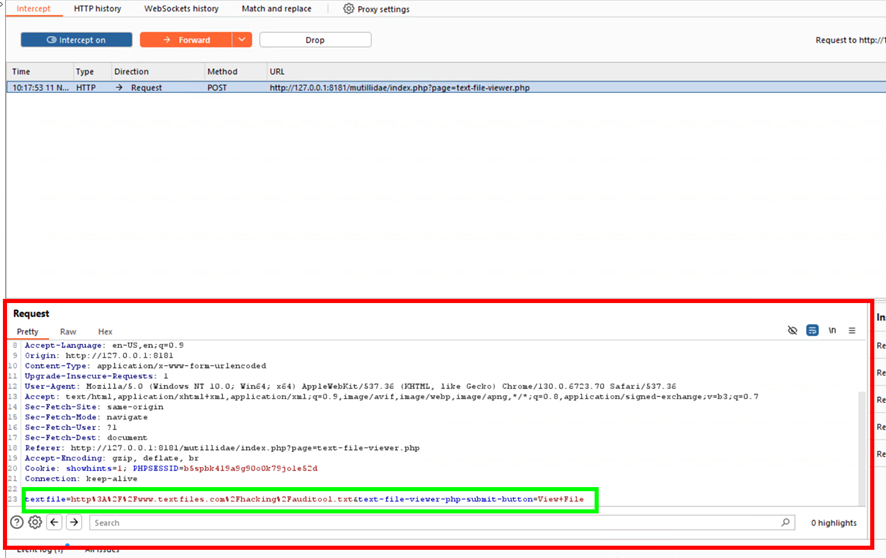 Intercept HTTP history WebSockets history Match and replace Proxy settings
Intercept on Forward Drop Request to http://1
Time Type Direction Method URL
10:17:53 11 N... HTTP → Request POST http://127.0.0.1:8181/mutillidae/index.php?page=text-file-viewer.php
Request In
Pretty Raw Hex \n
Re
8 Accept-Language: en-US,en;q=0.9
9 Origin: http://127.0.0.1:8181
10 Content-Type: application/x-www-form-urlencoded
11 Upgrade-Insecure-Requests: 1
12 User-Agent: Mozilla/5.0 (Windows NT 10.0; Win64; x64) AppleWebKit/537.36 (KHTML, like Gecko) Chrome/130.0.6723.70 Safari/537.36
Re
13 Accept: text/html,application/xhtml+xml,application/xml;q=0.9,image/avif,image/webp,image/apng,*/*;q=0.8,application/signed-exchange;v=b3;q=0.7
14 Sec-Fetch-Site: same-origin
Re
15 Sec-Fetch-Mode: navigate
16 Sec-Fetch-User: ?1
Re
17 Sec-Fetch-Dest: document
18 Referer: http://127.0.0.1:8181/mutillidae/index.php?page=text-file-viewer.php
Re
19 Accept-Encoding: gzip, deflate, br
20 Cookie: showhints=1; PHPSESSID=b5spbk419a9g90o0k79jole52d
21 Connection: keep-alive
22
23 textfile=http%3A%2F%2Fwww.textfiles.com%2Fhacking%2Fauditool.txt&text-file-viewer-php-submit-button=View+File
Search 0 highlights
Event log (1) All issues